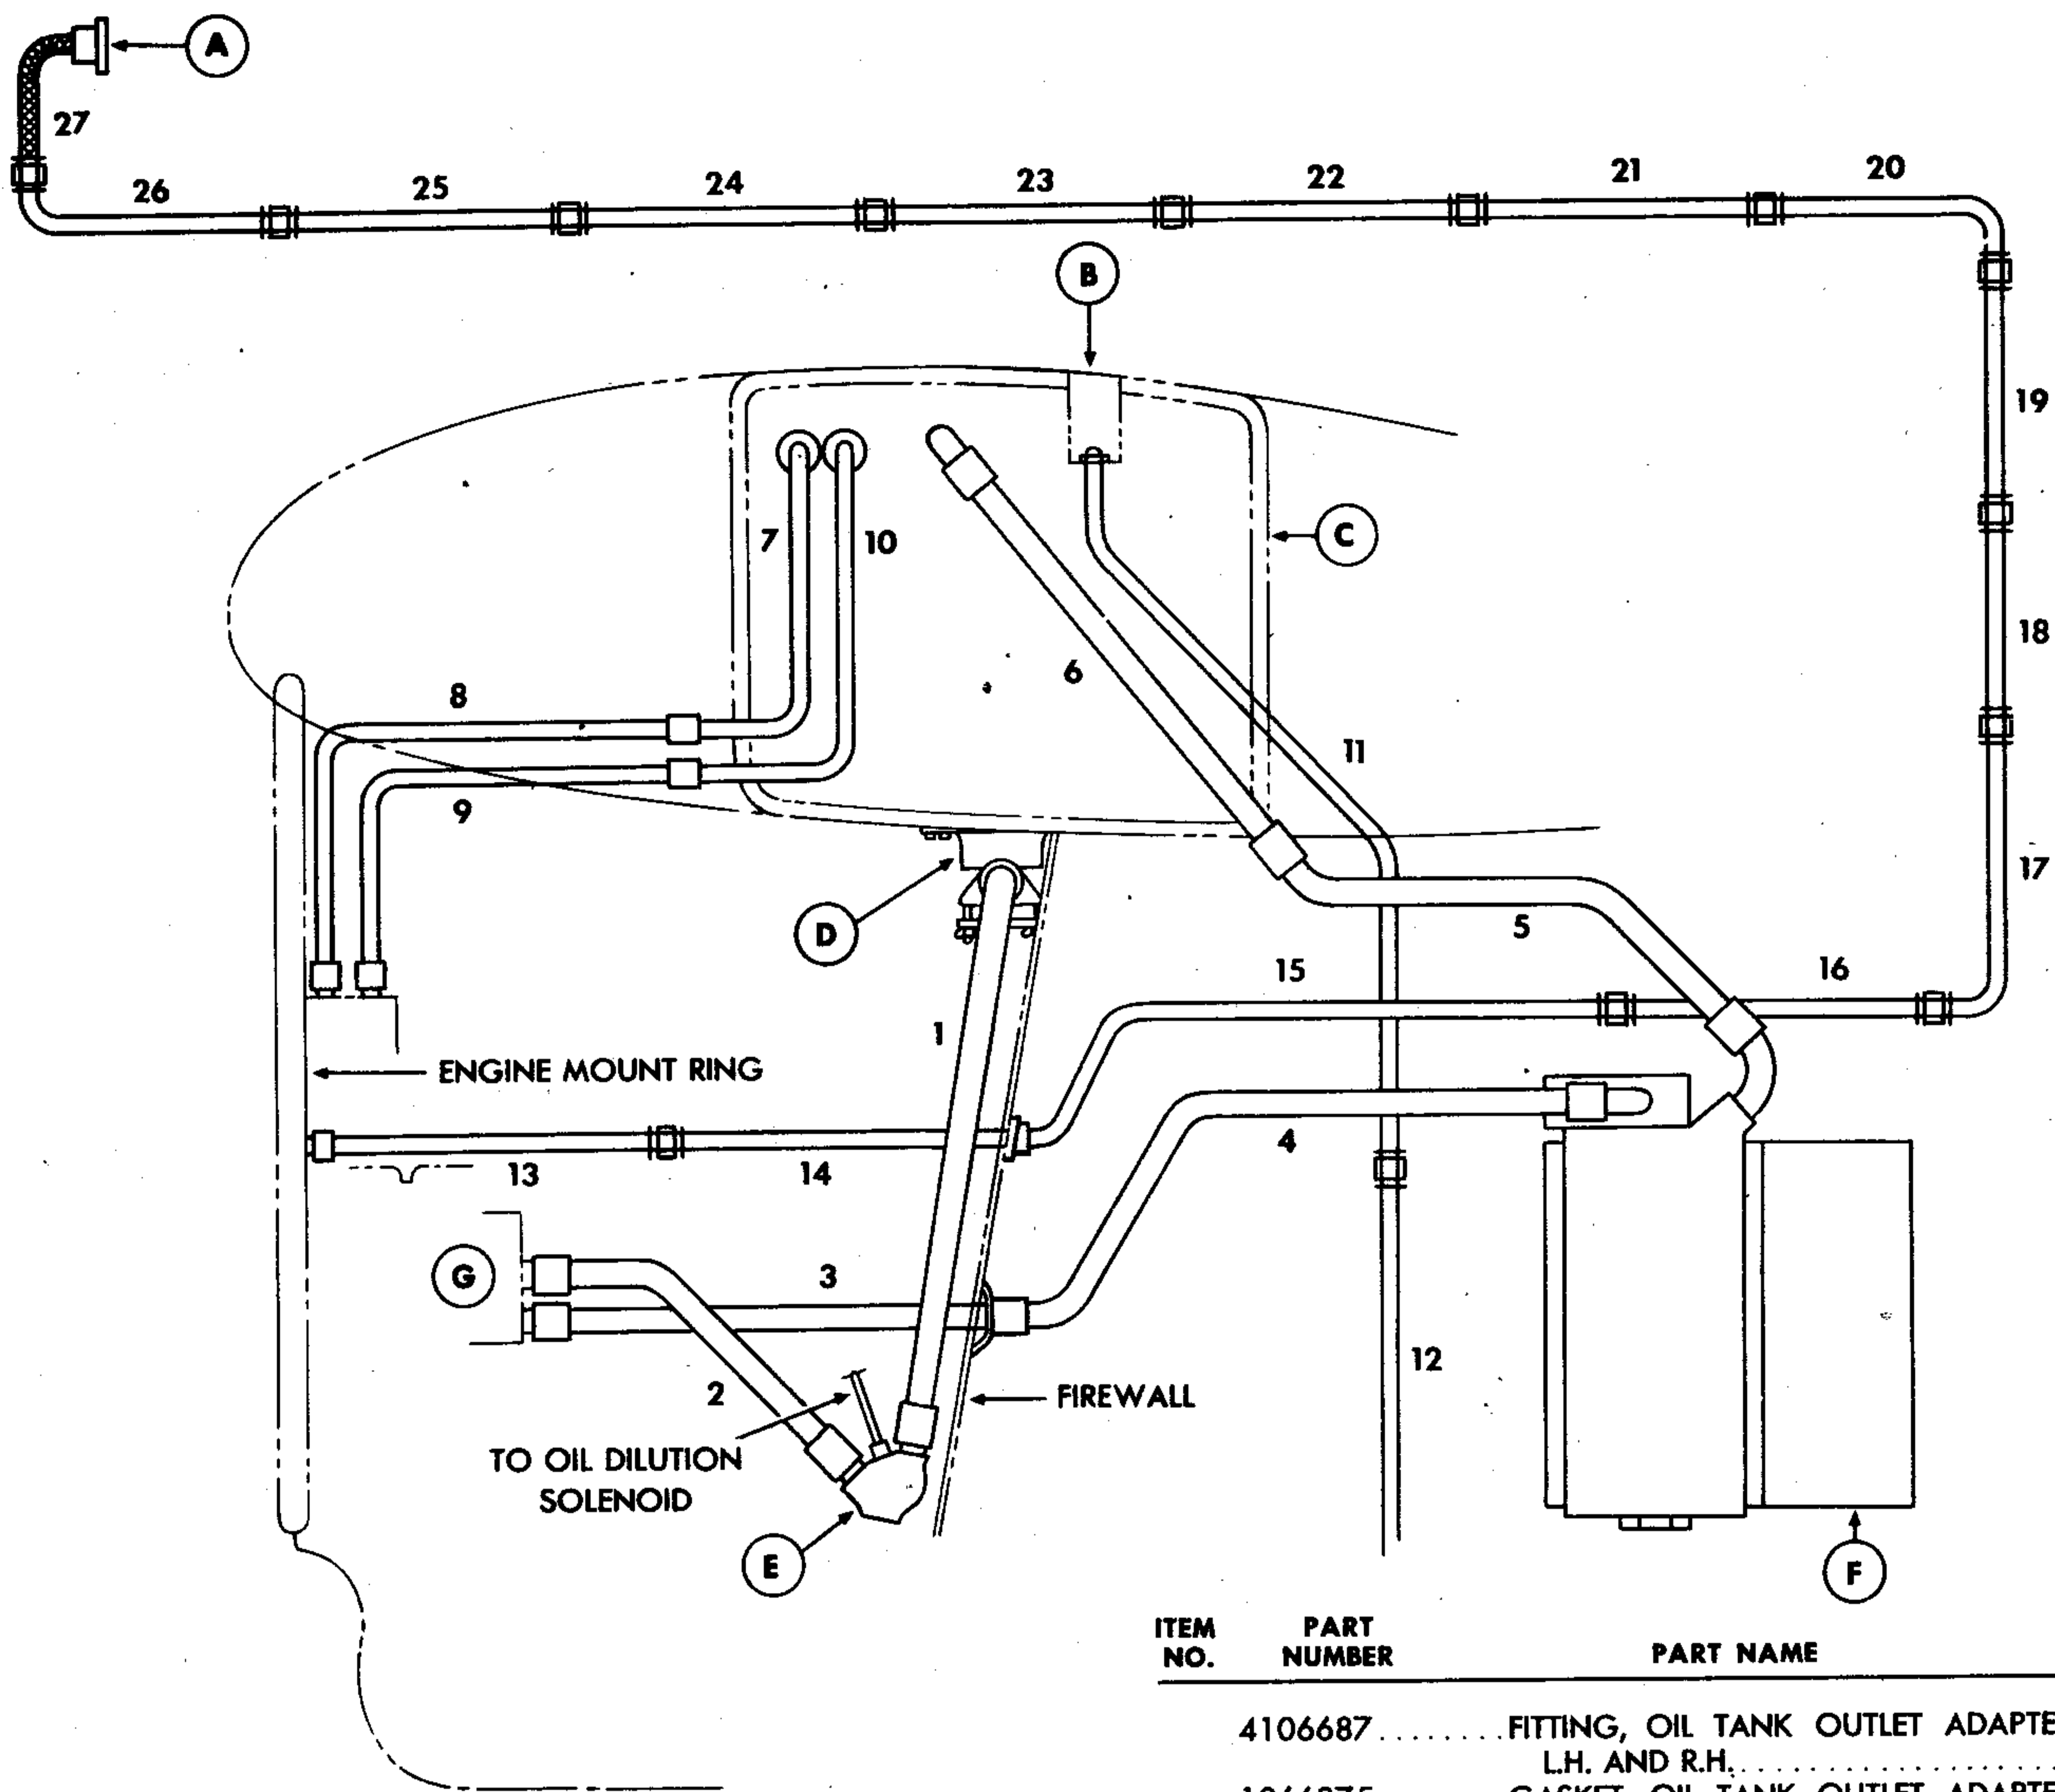 A
27
26 25 24 23 22 21 20
B
19
7 10
C
18
6
8
11
9
17
D
5
15 16
1
ENGINE MOUNT RING
4
13 14
G
3
12
2
FIREWALL
TO OIL DILUTION
SOLENOID
E
F
ITEM NO. PART NUMBER PART NAME
4106687........FITTING, OIL TANK OUTLET ADAPTE
L.H. AND R.H.